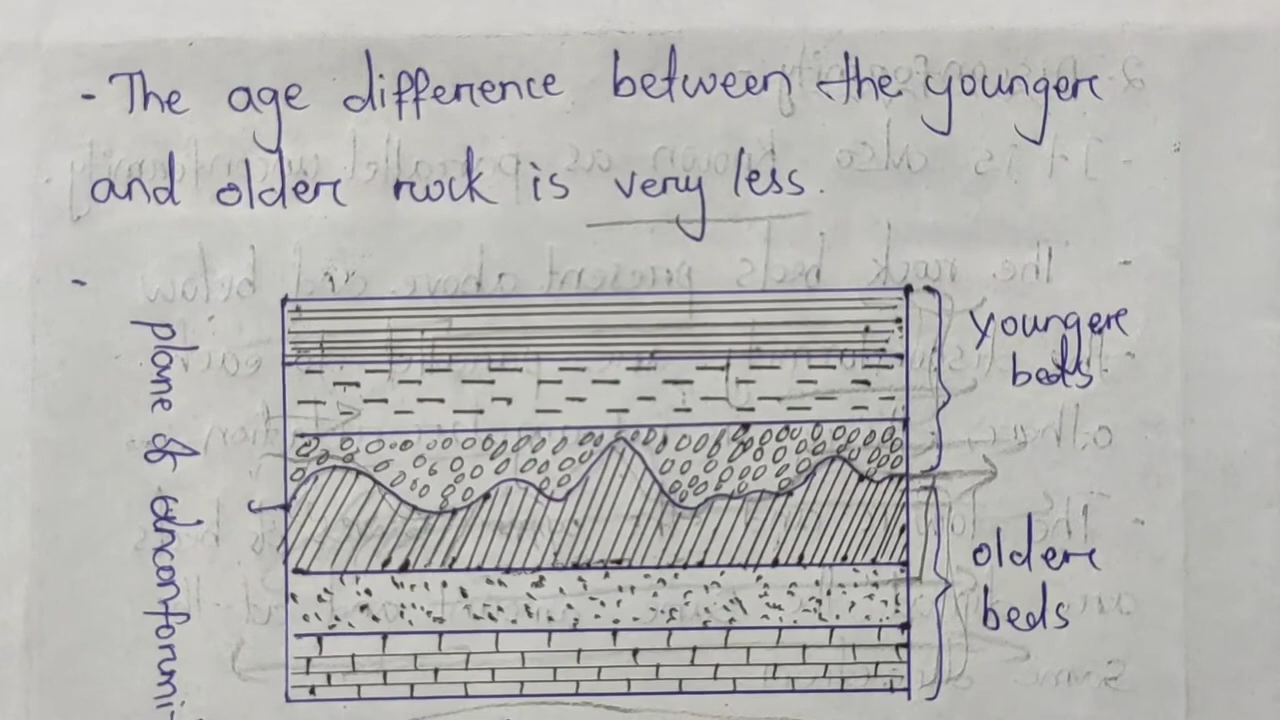 - The age difference between the younger
and older rock is very less.
-
younger
beds
plane of unconformi-
older
beds